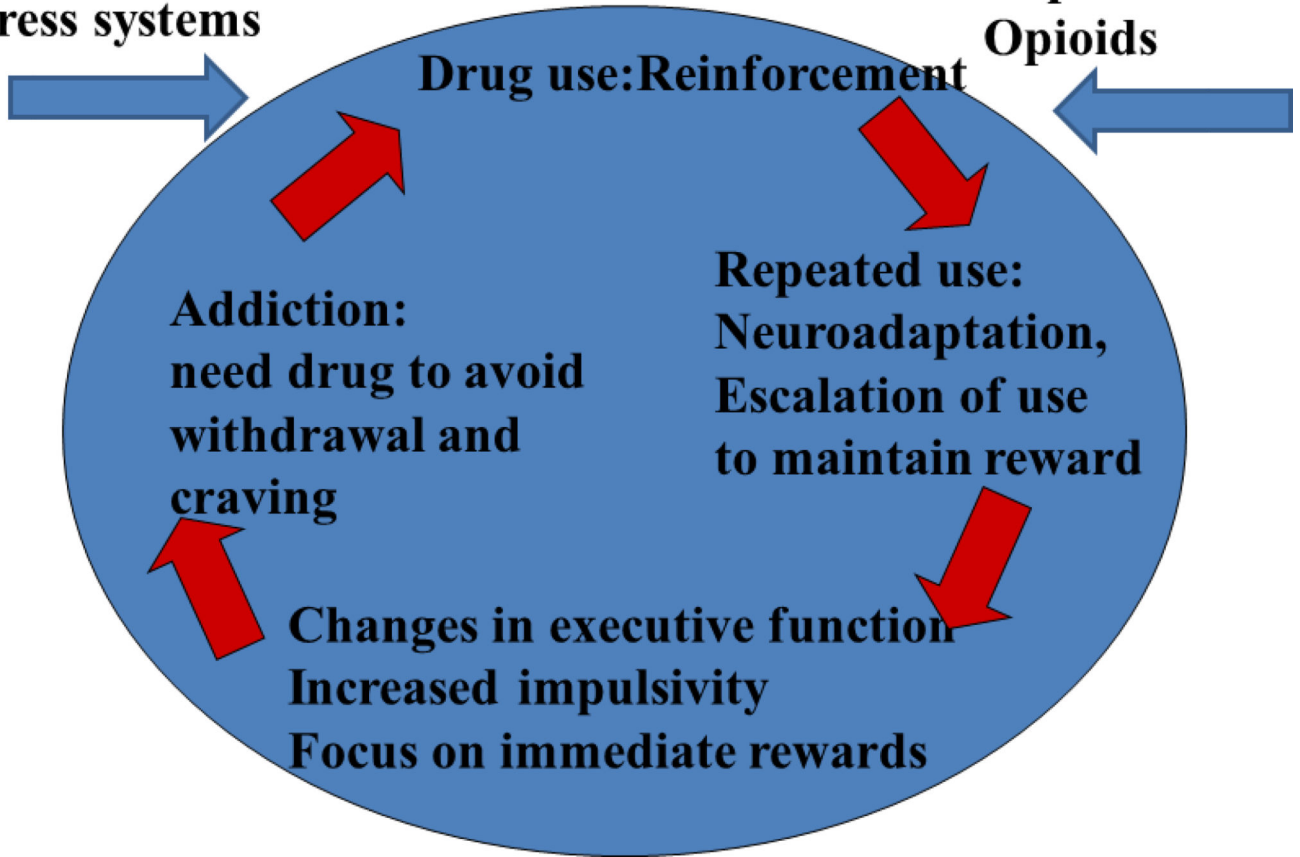 ress systems
Opioids
Drug use:Reinforcement
Repeated use:
Neuroadaptation,
Escalation of use
to maintain reward
Changes in executive function
Increased impulsivity
Focus on immediate rewards
Addiction:
need drug to avoid
withdrawal and
craving